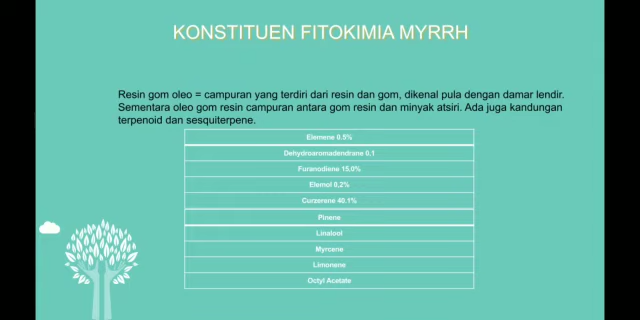 KONSTITUEN FITOKIMIA MYRRH
Resin gom oleo = campuran yang terdiri dari resin dan gom, dikenal pula dengan damar lendir.
Sementara oleo gom resin campuran antara gom resin dan minyak atsiri. Ada juga kandungan
terpenoid dan sesquiterpene.
Elemene 0.5%
Dehydroaromadendrane 0,1
Furanodiene 15,0%
Elemol 0,2%
Curzerene 40.1%
Pinene
Linalool
Myrcene
Limonene
Octyl Acetate